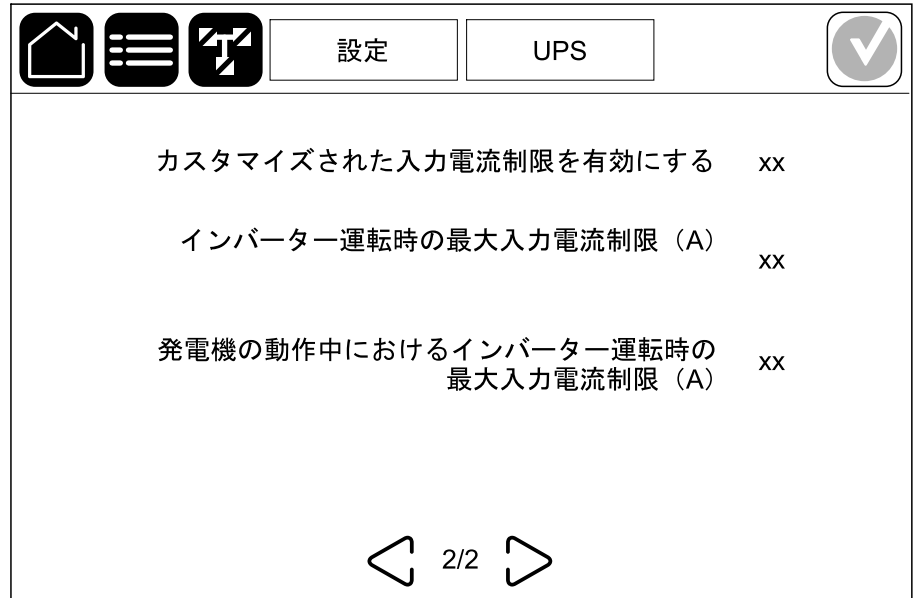 設定
UPS
カスタマイズされた入力電流制限を有効にする xx
インバーター運転時の最大入力電流制限（A）
xx
発電機の動作中におけるインバーター運転時の
最大入力電流制限（A）
xx
2/2